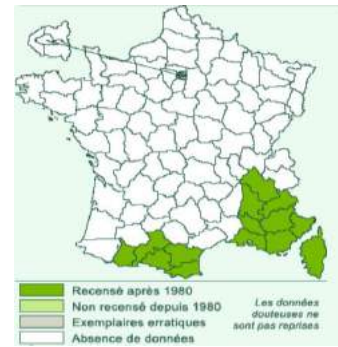 Recensé après 1980
Non recensé depuis 1980
Exemplaires erratiques
Absence de données
Les données
douteuses ne
sont pas reprises